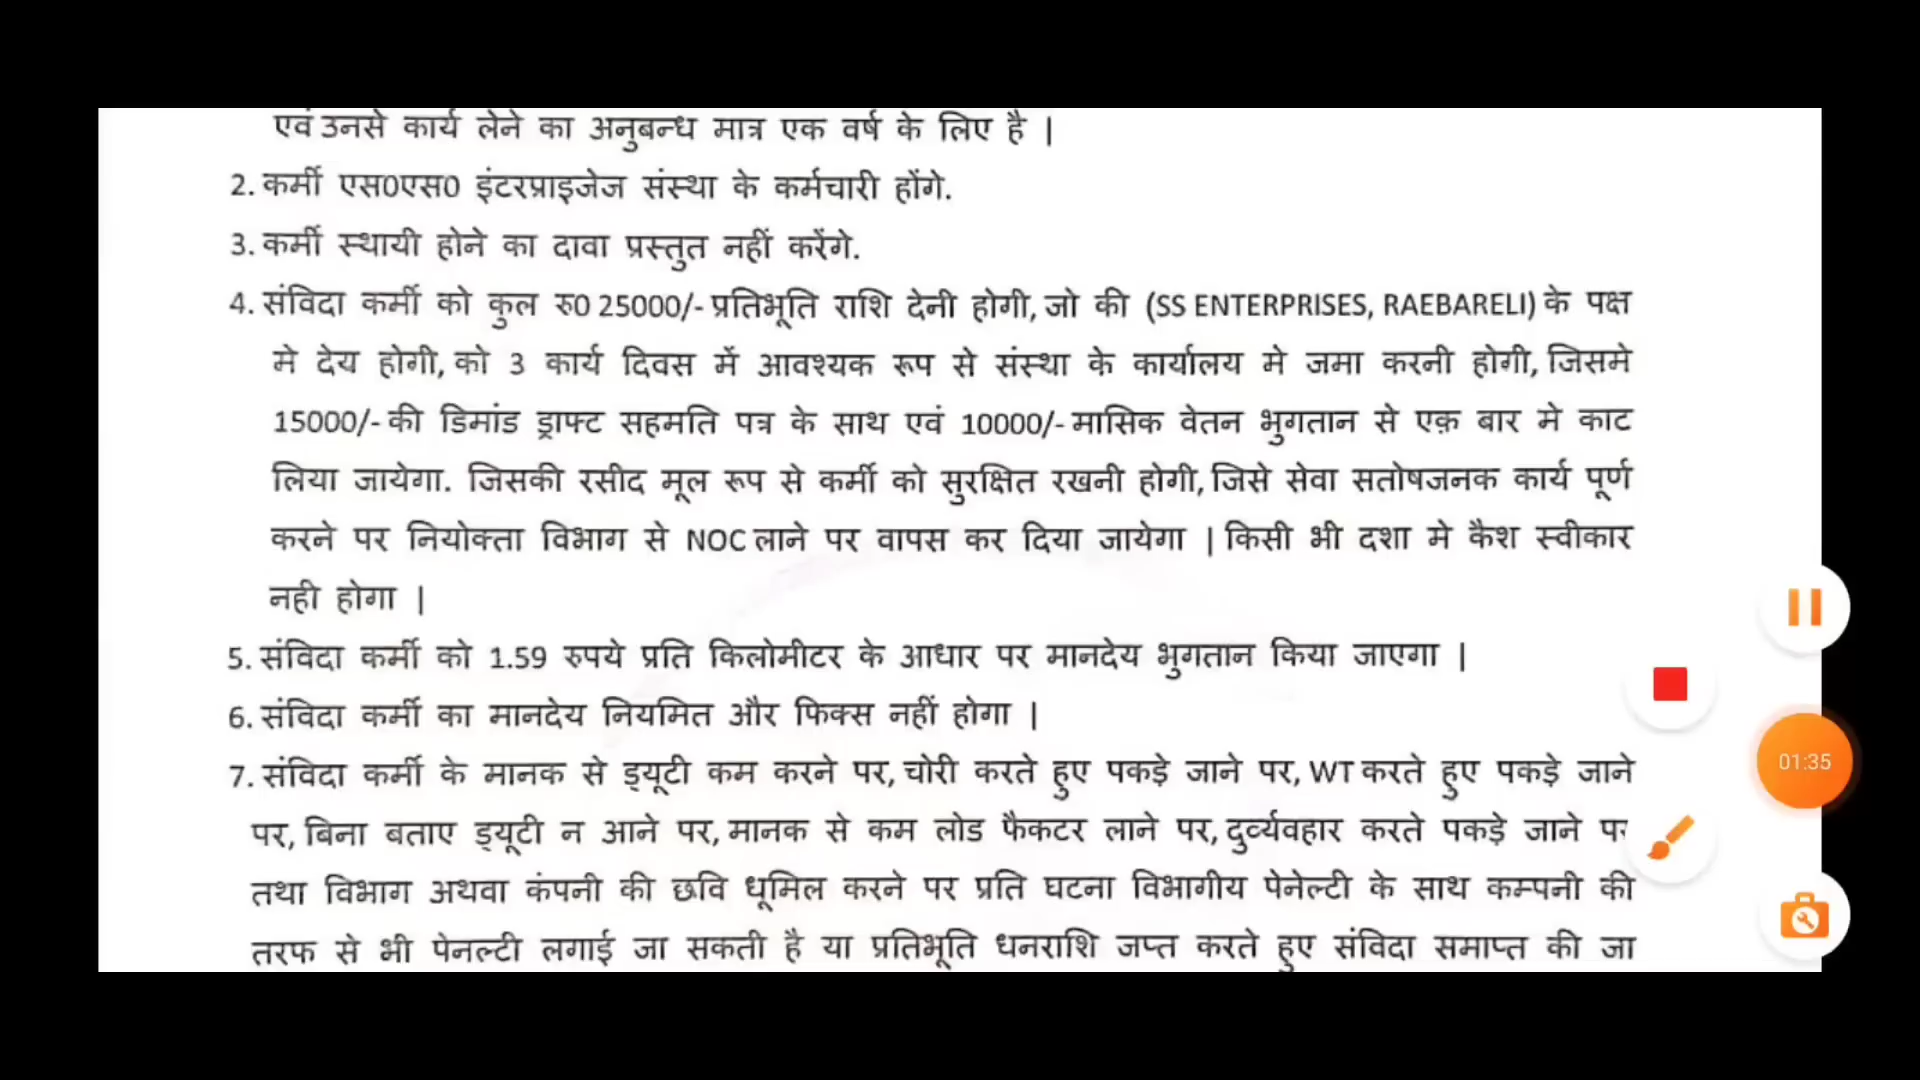 एवं उनसे कार्य लेने का अनुबन्ध मात्र एक वर्ष के लिए है |
2. कर्मी एस0एस0 इंटरप्राइजेज संस्था के कर्मचारी होंगे.
3. कर्मी स्थायी होने का दावा प्रस्तुत नहीं करेंगे.
4. संविदा कर्मी को कुल रु0 25000/- प्रतिभूति राशि देनी होगी, जो की (SS ENTERPRISES, RAEBARELI) के पक्ष
मे देय होगी, को 3 कार्य दिवस में आवश्यक रूप से संस्था के कार्यालय मे जमा करनी होगी, जिसमे
15000/- की डिमांड ड्राफ्ट सहमति पत्र के साथ एवं 10000/- मासिक वेतन भुगतान से एक़ बार मे काट
लिया जायेगा. जिसकी रसीद मूल रूप से कर्मी को सुरक्षित रखनी होगी, जिसे सेवा सतोषजनक कार्य पूर्ण
करने पर नियोक्ता विभाग से NOC लाने पर वापस कर दिया जायेगा | किसी भी दशा मे कैश स्वीकार
नही होगा |
5. संविदा कर्मी को 1.59 रुपये प्रति किलोमीटर के आधार पर मानदेय भुगतान किया जाएगा |
6. संविदा कर्मी का मानदेय नियमित और फिक्स नहीं होगा |
7. संविदा कर्मी के मानक से ड्यूटी कम करने पर, चोरी करते हुए पकड़े जाने पर, WT करते हुए पकड़े जाने
पर, बिना बताए ड्यूटी न आने पर, मानक से कम लोड फैकटर लाने पर, दुर्व्यवहार करते पकड़े जाने पर
तथा विभाग अथवा कंपनी की छवि धूमिल करने पर प्रति घटना विभागीय पेनेल्टी के साथ कम्पनी की
तरफ से भी पेनल्टी लगाई जा सकती है या प्रतिभूति धनराशि जप्त करते हुए संविदा समाप्त की जा
01:35